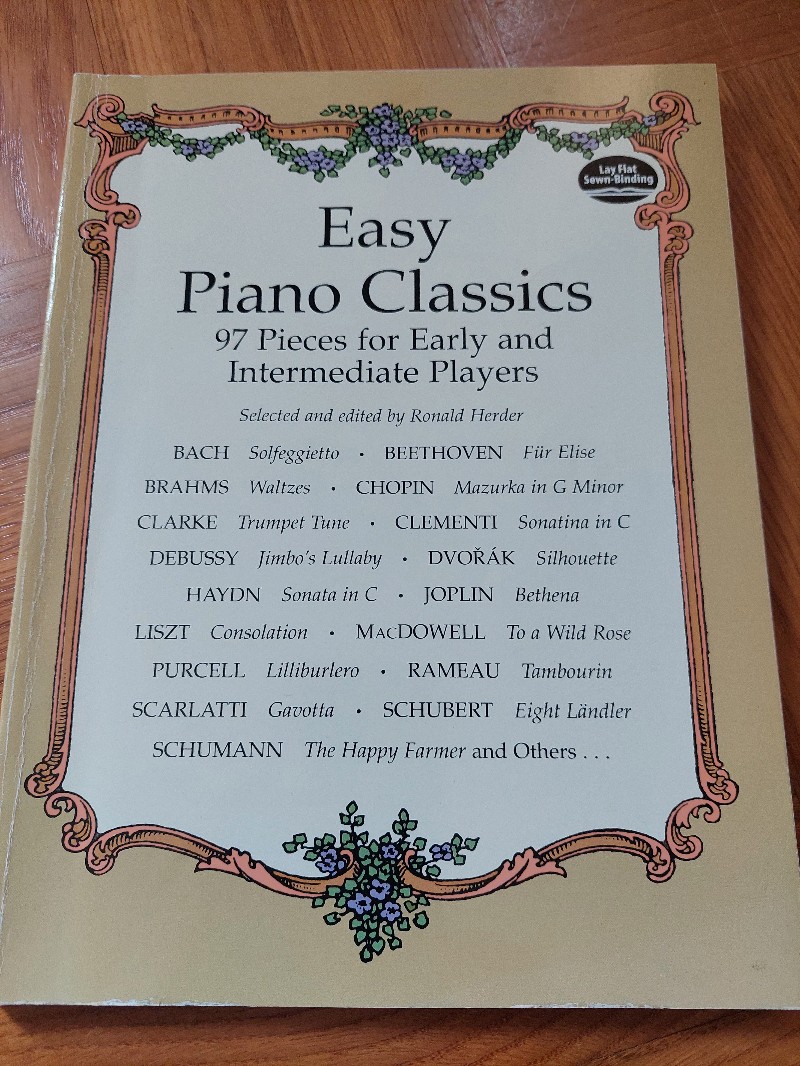 Lay Flat
Sewn-Binding
Easy
Piano Classics
97 Pieces for Early and
Intermediate Players
Selected and edited by Ronald Herder
BACH Solfeggietto • BEETHOVEN Für Elise
BRAHMS Waltzes • CHOPIN Mazurka in G Minor
CLARKE Trumpet Tune • CLEMENTI Sonatina in C
DEBUSSY Jimbo's Lullaby • DVOŘÁK Silhouette
HAYDN Sonata in C • JOPLIN Bethena
LISZT Consolation • MACDOWELL To a Wild Rose
PURCELL Lilliburlero • RAMEAU Tambourin
SCARLATTI Gavotta • SCHUBERT Eight Ländler
SCHUMANN The Happy Farmer and Others . . .